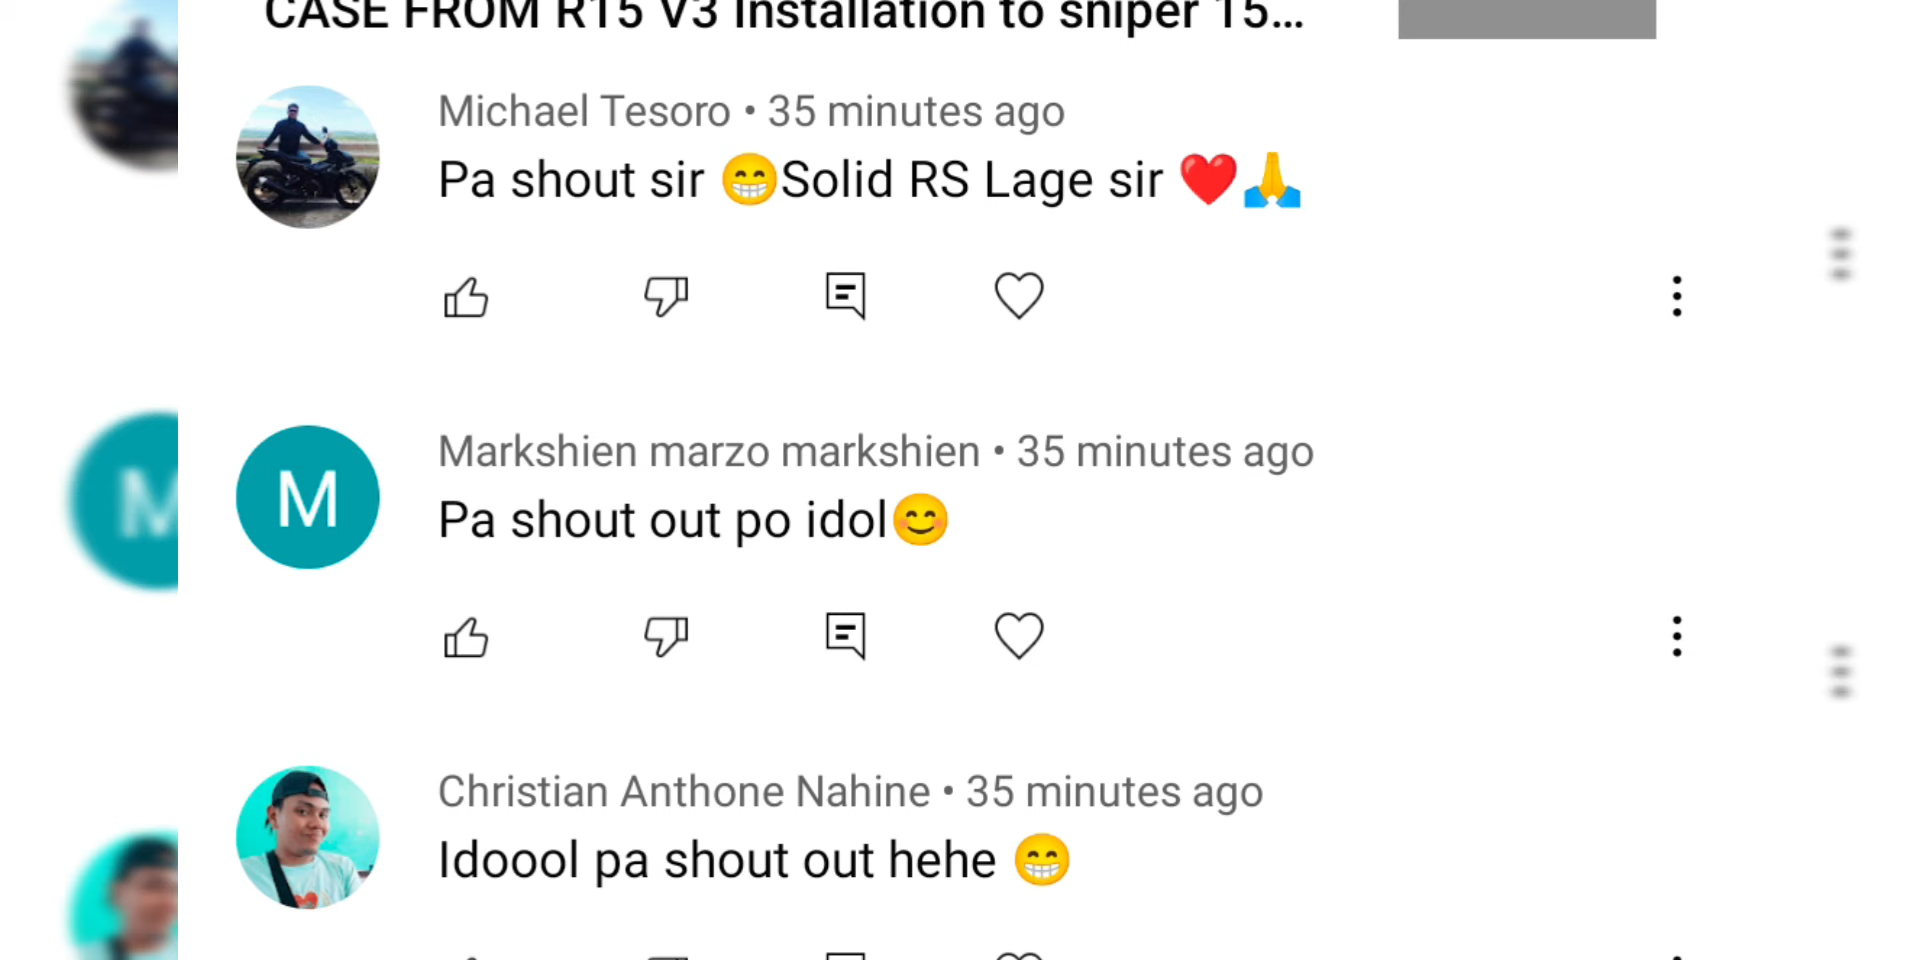 CASE FROM R15 V3 Installation to sniper 15...
Michael Tesoro • 35 minutes ago
Pa shout sir 😁Solid RS Lage sir ❤️🙏
M
Markshien marzo markshien • 35 minutes ago
Pa shout out po idol😊
Christian Anthone Nahine • 35 minutes ago
Idoool pa shout out hehe 😁